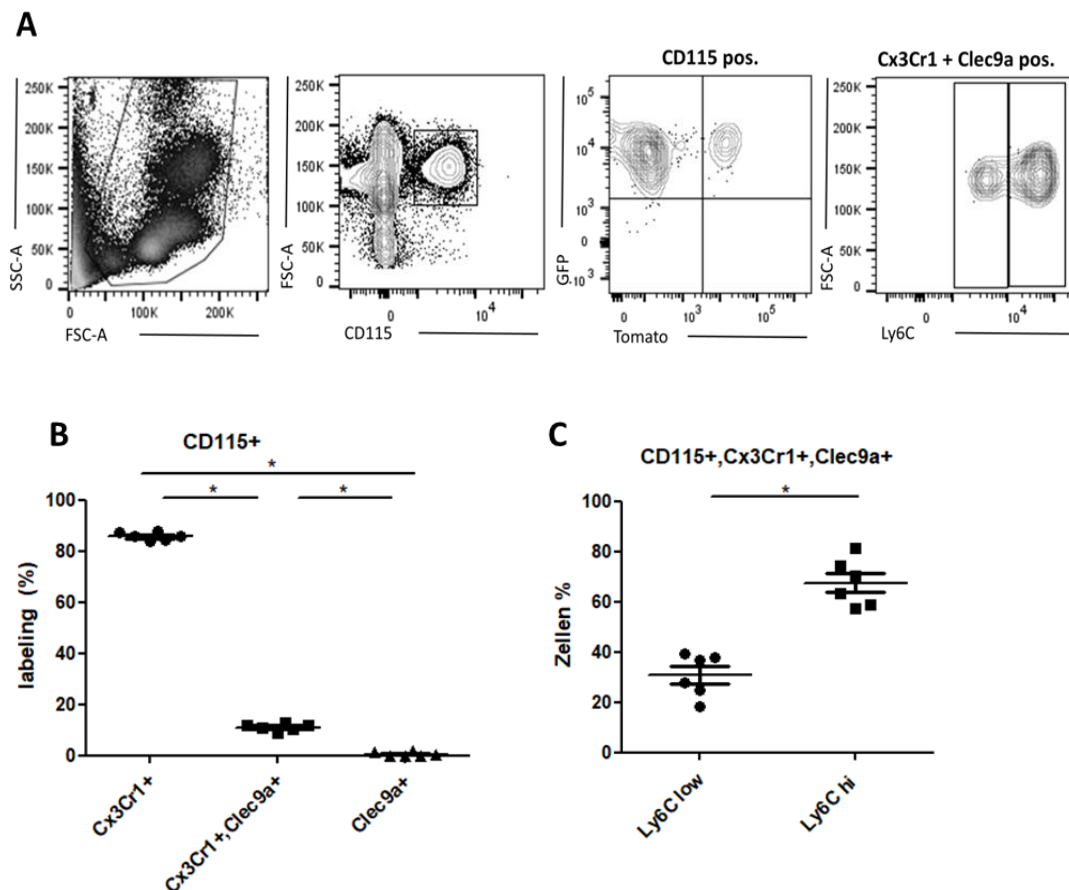 A
CD115 pos.
Cx3Cr1 + Clec9a pos.
250K
200K
150K
100K
50K
0
SSC-A
100K 200K
FSC-A
250K
200K
150K
100K
50K
0
FSC-A
0 10^4
CD115
10^5
10^4
10^3
0
-10^3
GFP
0 10^3 10^5
Tomato
250K
200K
150K
100K
50K
0
FSC-A
0 10^4
Ly6C
B
CD115+
*
* *
100
80
60
40
20
0
labeling (%)
Cx3Cr1+
Cx3Cr1+,Clec9a+
Clec9a+
C
CD115+,Cx3Cr1+,Clec9a+
*
100
80
60
40
20
0
Zellen %
Ly6C low
Ly6C hi